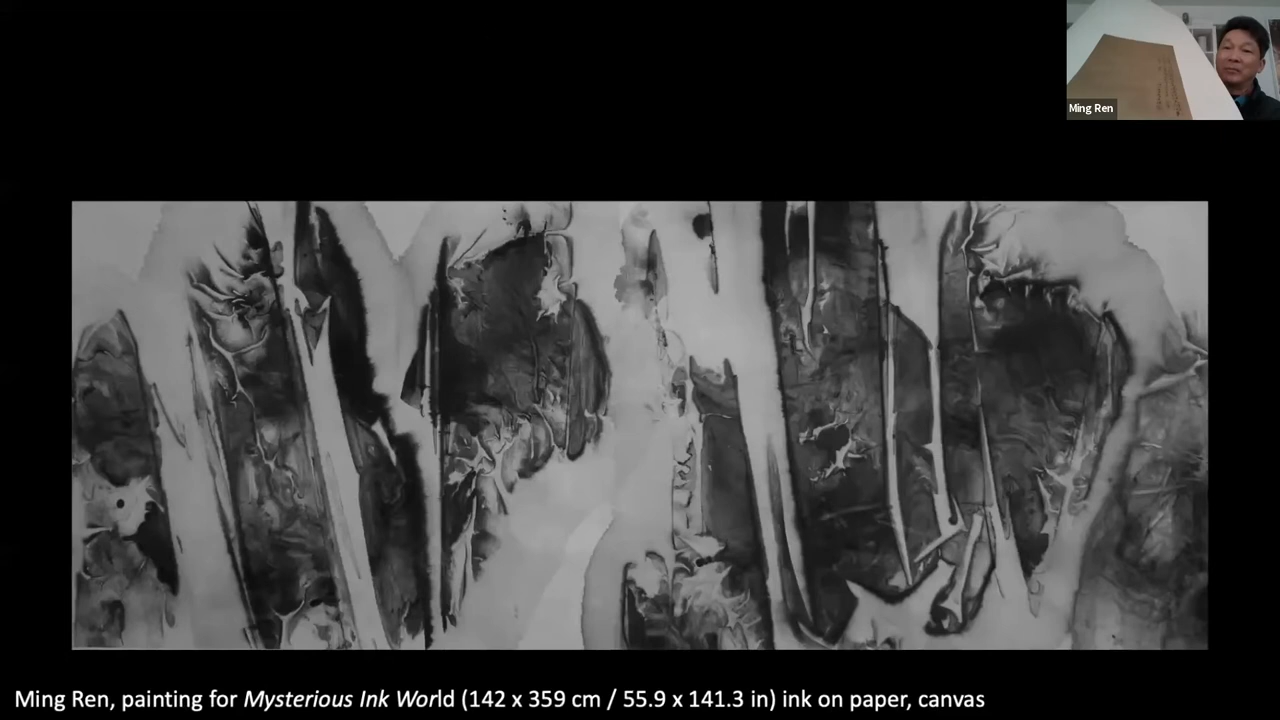 Ming Ren
Ming Ren, painting for Mysterious Ink World (142 x 359 cm / 55.9 x 141.3 in) ink on paper, canvas